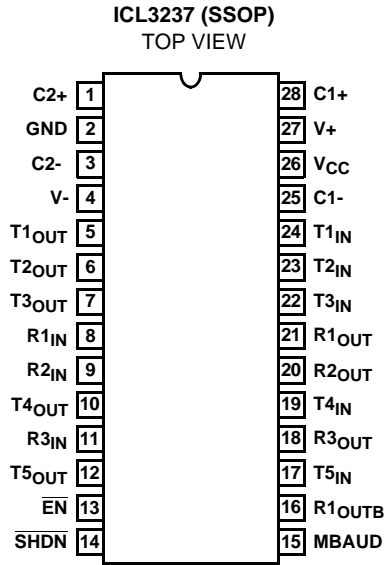 ICL3237 (SSOP)
TOP VIEW
C2+ 1 28 C1+
GND 2 27 V+
C2- 3 26 VCC
V- 4 25 C1-
T1OUT 5 24 T1IN
T2OUT 6 23 T2IN
T3OUT 7 22 T3IN
R1IN 8 21 R1OUT
R2IN 9 20 R2OUT
T4OUT 10 19 T4IN
R3IN 11 18 R3OUT
T5OUT 12 17 T5IN
E̅N̅ 13 16 R1OUTB
S̅H̅D̅N̅ 14 15 MBAUD